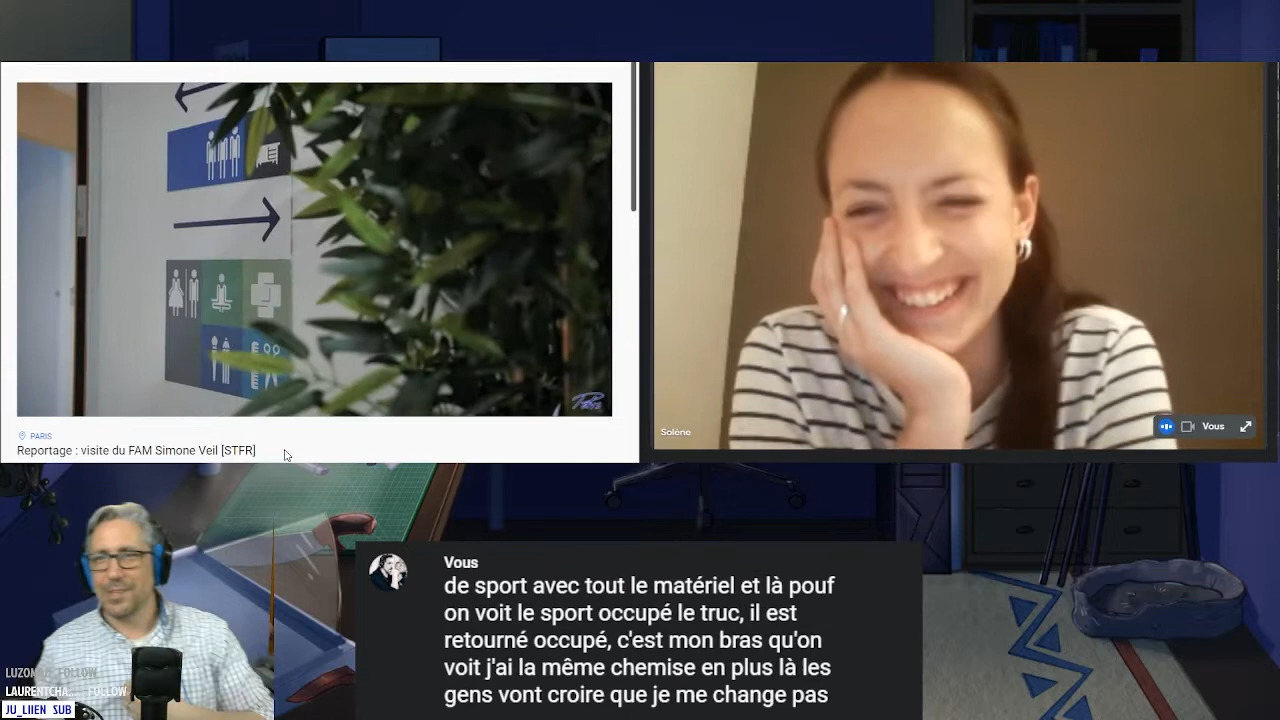 PARIS
Reportage : visite du FAM Simone Veil [STFR]
Solène
Vous
Vous
de sport avec tout le matériel et là pouf
on voit le sport occupé le truc, il est
retourné occupé, c'est mon bras qu'on
voit j'ai la même chemise en plus là les
gens vont croire que je me change pas
FOLLOW
LAURENTCHA... FOLLOW
JU_LIIEN SUB